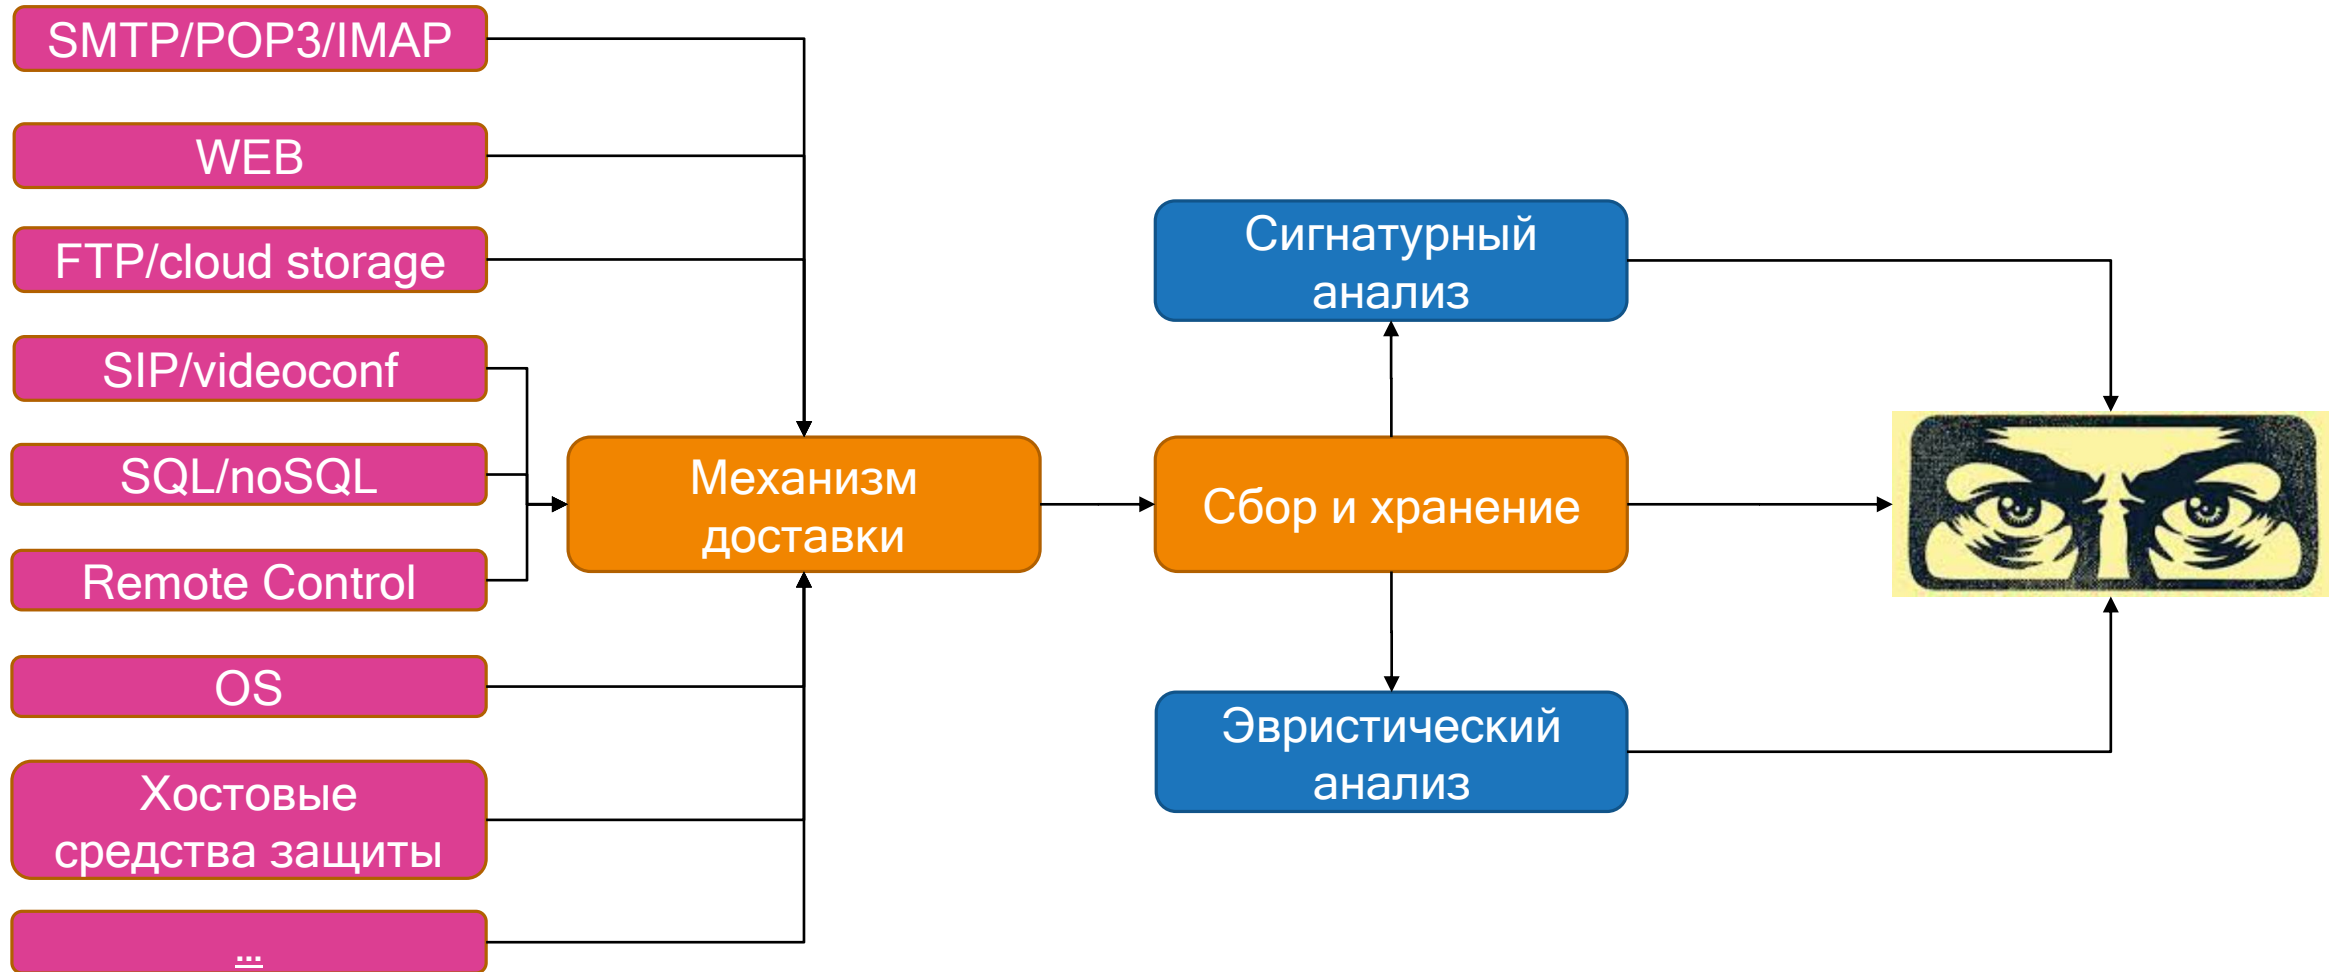 SMTP/POP3/IMAP
WEB
FTP/cloud storage
SIP/videoconf
SQL/noSQL
Remote Control
OS
Хостовые
средства защиты
...
Механизм
доставки
Сигнатурный
анализ
Сбор и хранение
Эвристический
анализ